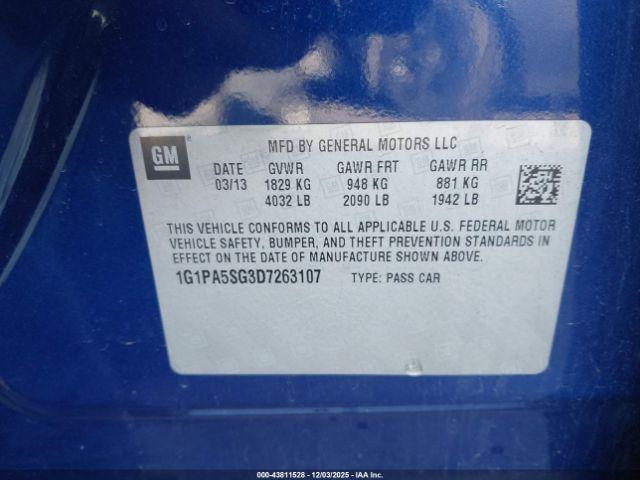 GM
MFD BY GENERAL MOTORS LLC
DATE GVWR GAWR FRT GAWR RR
03/13 1829 KG 948 KG 881 KG
4032 LB 2090 LB 1942 LB
THIS VEHICLE CONFORMS TO ALL APPLICABLE U.S. FEDERAL MOTOR
VEHICLE SAFETY, BUMPER, AND THEFT PREVENTION STANDARDS IN
EFFECT ON THE DATE OF MANUFACTURE SHOWN ABOVE.
1G1PA5SG3D7263107 TYPE: PASS CAR
000-43811528 - 12/03/2025 - IAA Inc.